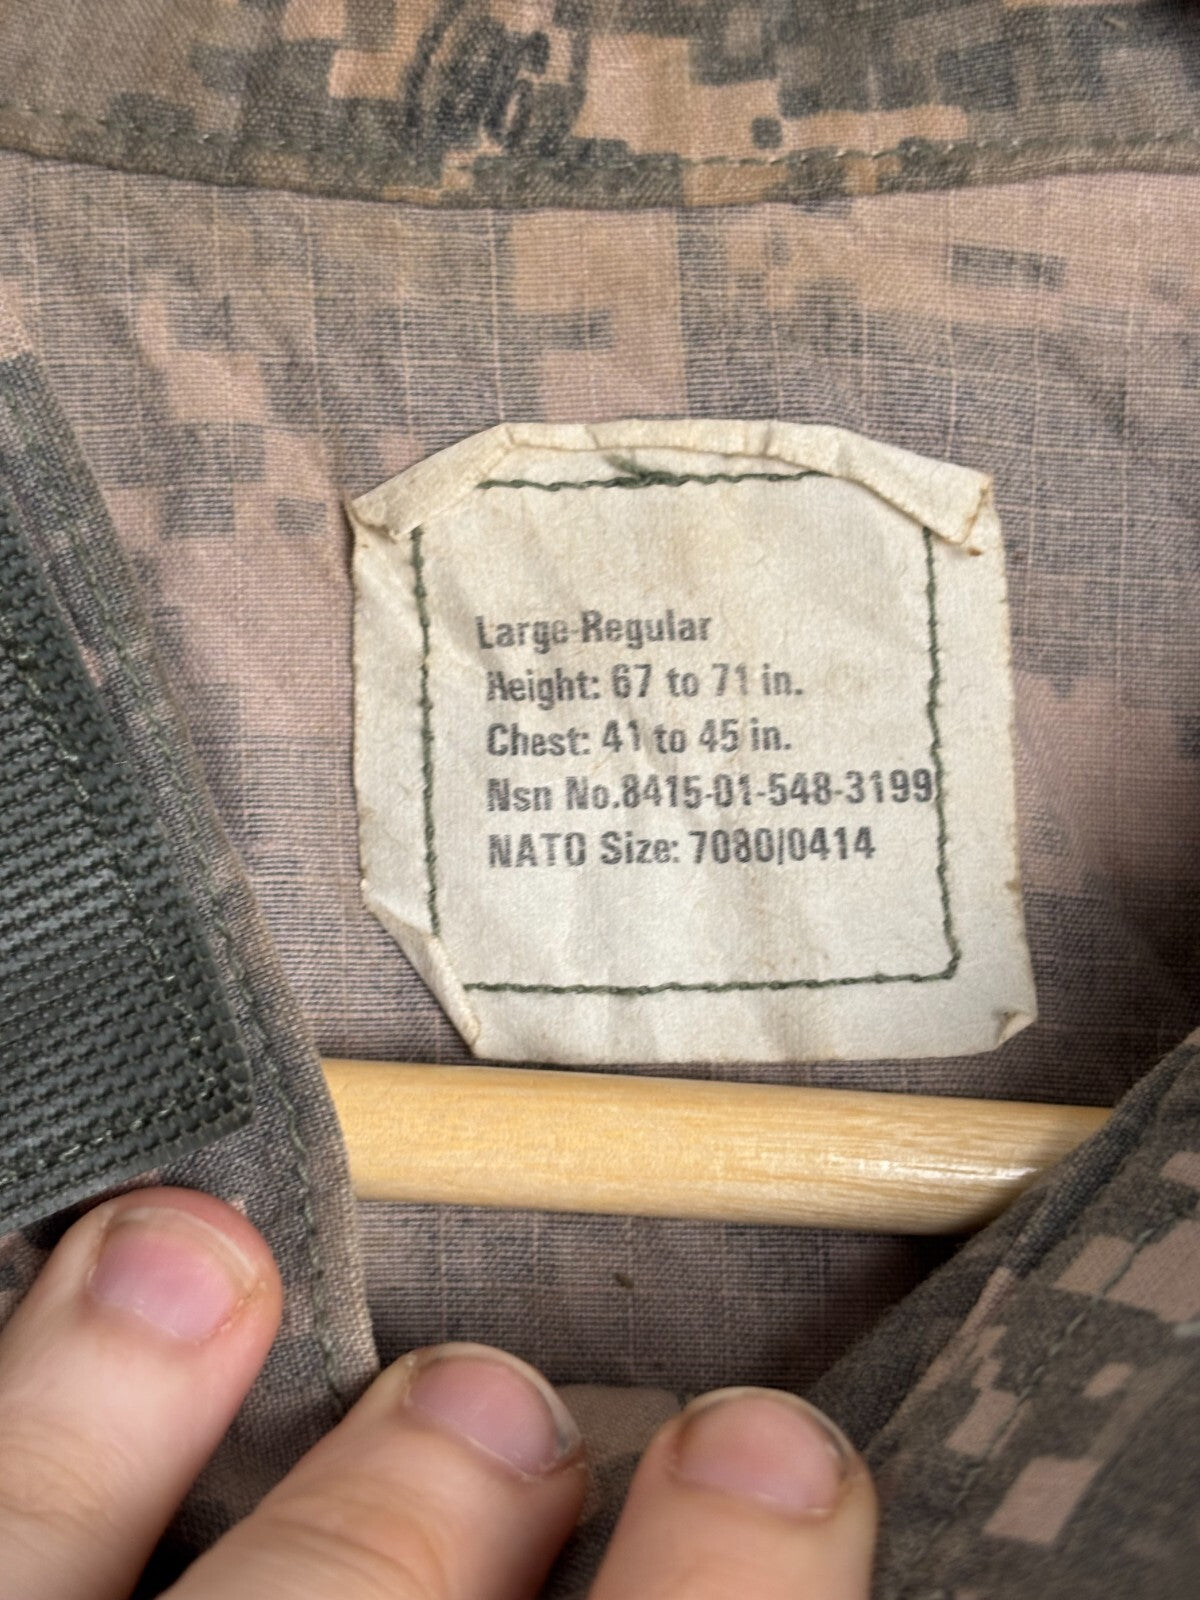 Large-Regular
Height: 67 to 71 in.
Chest: 41 to 45 in.
Nsn No.8415-01-548-3199
NATO Size: 7080/0414